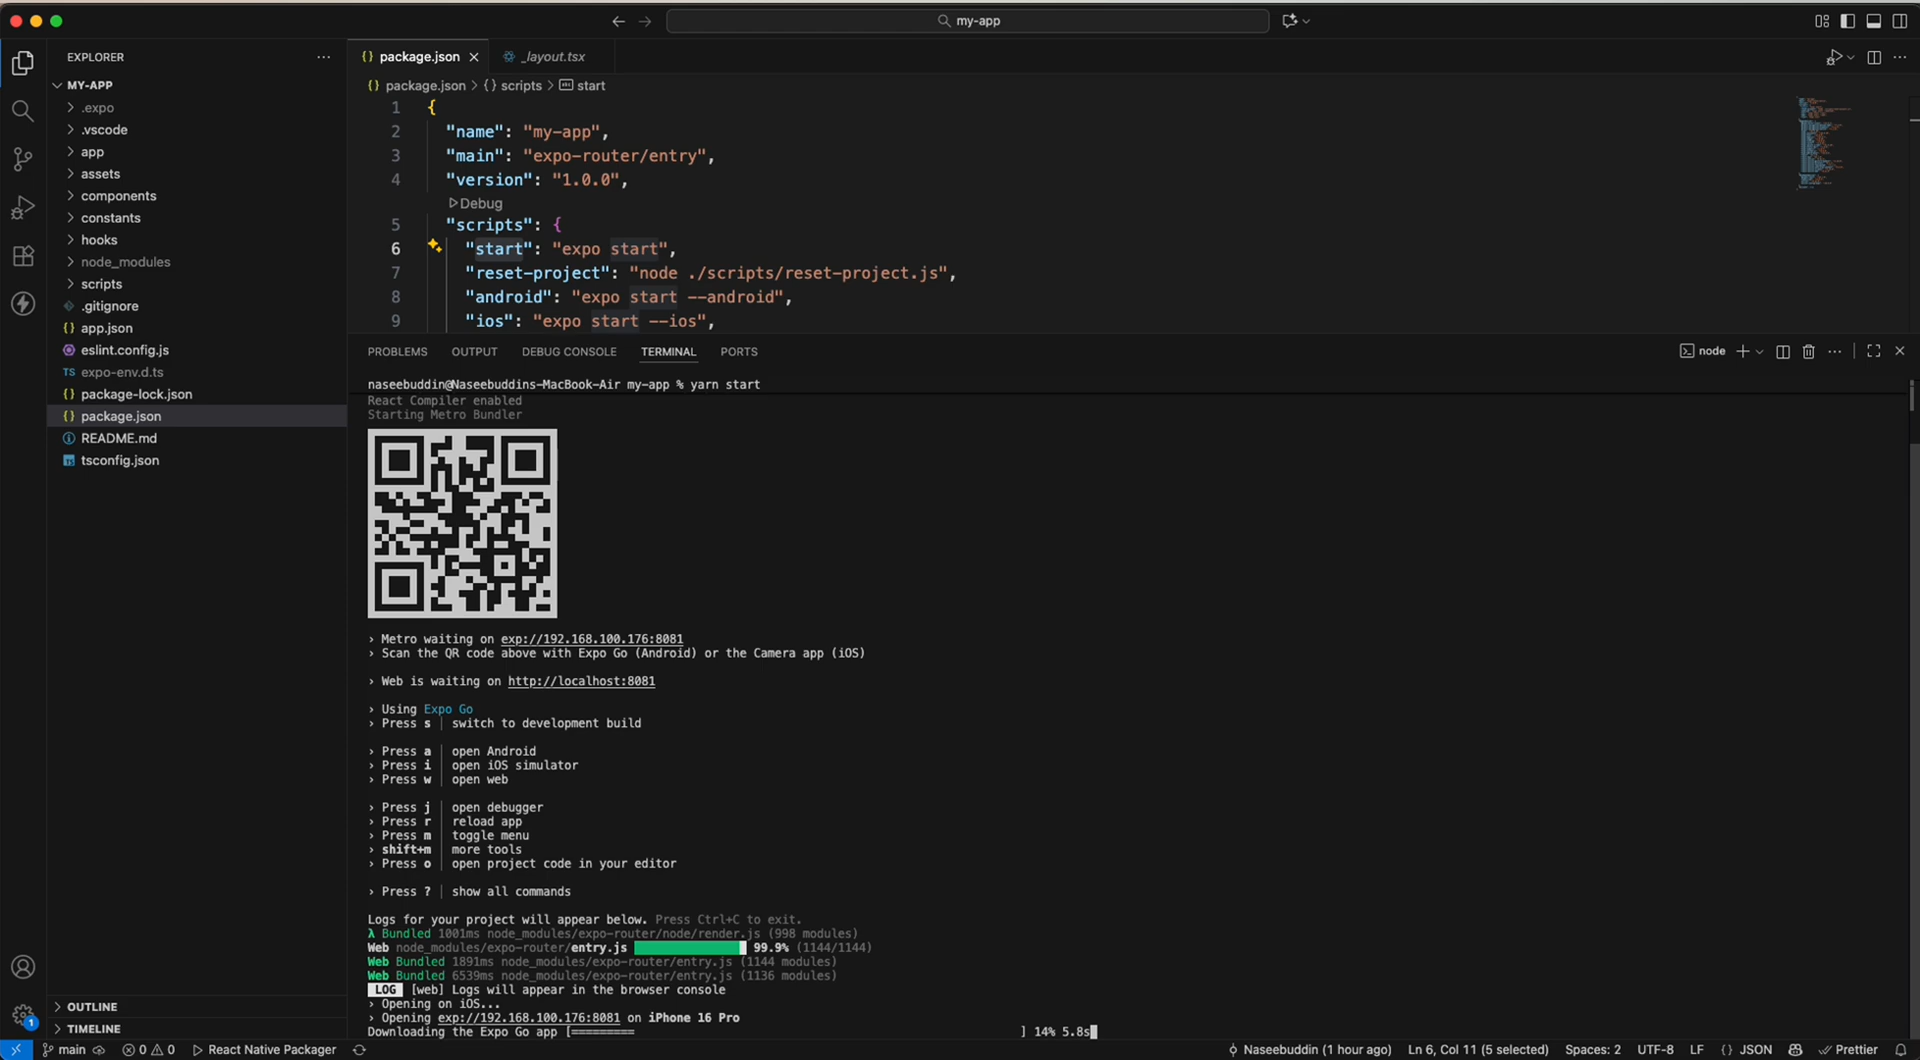 my-app
EXPLORER
MY-APP
.expo
.vscode
app
assets
components
constants
hooks
node_modules
scripts
.gitignore
app.json
eslint.config.js
TS expo-env.d.ts
package-lock.json
package.json
README.md
tsconfig.json
OUTLINE
TIMELINE
{} package.json
_layout.tsx
{} package.json > {} scripts > start
1 {
2 "name": "my-app",
3 "main": "expo-router/entry",
4 "version": "1.0.0",
Debug
5 "scripts": {
6 "start": "expo start",
7 "reset-project": "node ./scripts/reset-project.js",
8 "android": "expo start --android",
9 "ios": "expo start --ios",
PROBLEMS OUTPUT DEBUG CONSOLE TERMINAL PORTS
node
naseebuddin@Naseebuddins-MacBook-Air my-app % yarn start
React Compiler enabled
Starting Metro Bundler
› Metro waiting on exp://192.168.100.176:8081
› Scan the QR code above with Expo Go (Android) or the Camera app (iOS)
› Web is waiting on http://localhost:8081
› Using Expo Go
› Press s │ switch to development build
› Press a │ open Android
› Press i │ open iOS simulator
› Press w │ open web
› Press j │ open debugger
› Press r │ reload app
› Press m │ toggle menu
› shift+m │ more tools
› Press o │ open project code in your editor
› Press ? │ show all commands
Logs for your project will appear below. Press Ctrl+C to exit.
λ Bundled 1001ms node_modules/expo-router/node/render.js (998 modules)
Web node_modules/expo-router/entry.js 99.9% (1144/1144)
Web Bundled 1891ms node_modules/expo-router/entry.js (1144 modules)
Web Bundled 6539ms node_modules/expo-router/entry.js (1136 modules)
LOG [web] Logs will appear in the browser console
› Opening on iOS...
› Opening exp://192.168.100.176:8081 on iPhone 16 Pro
Downloading the Expo Go app [========= ] 14% 5.8s
1
main 0 0 React Native Packager
Naseebuddin (1 hour ago) Ln 6, Col 11 (5 selected) Spaces: 2 UTF-8 LF {} JSON Prettier